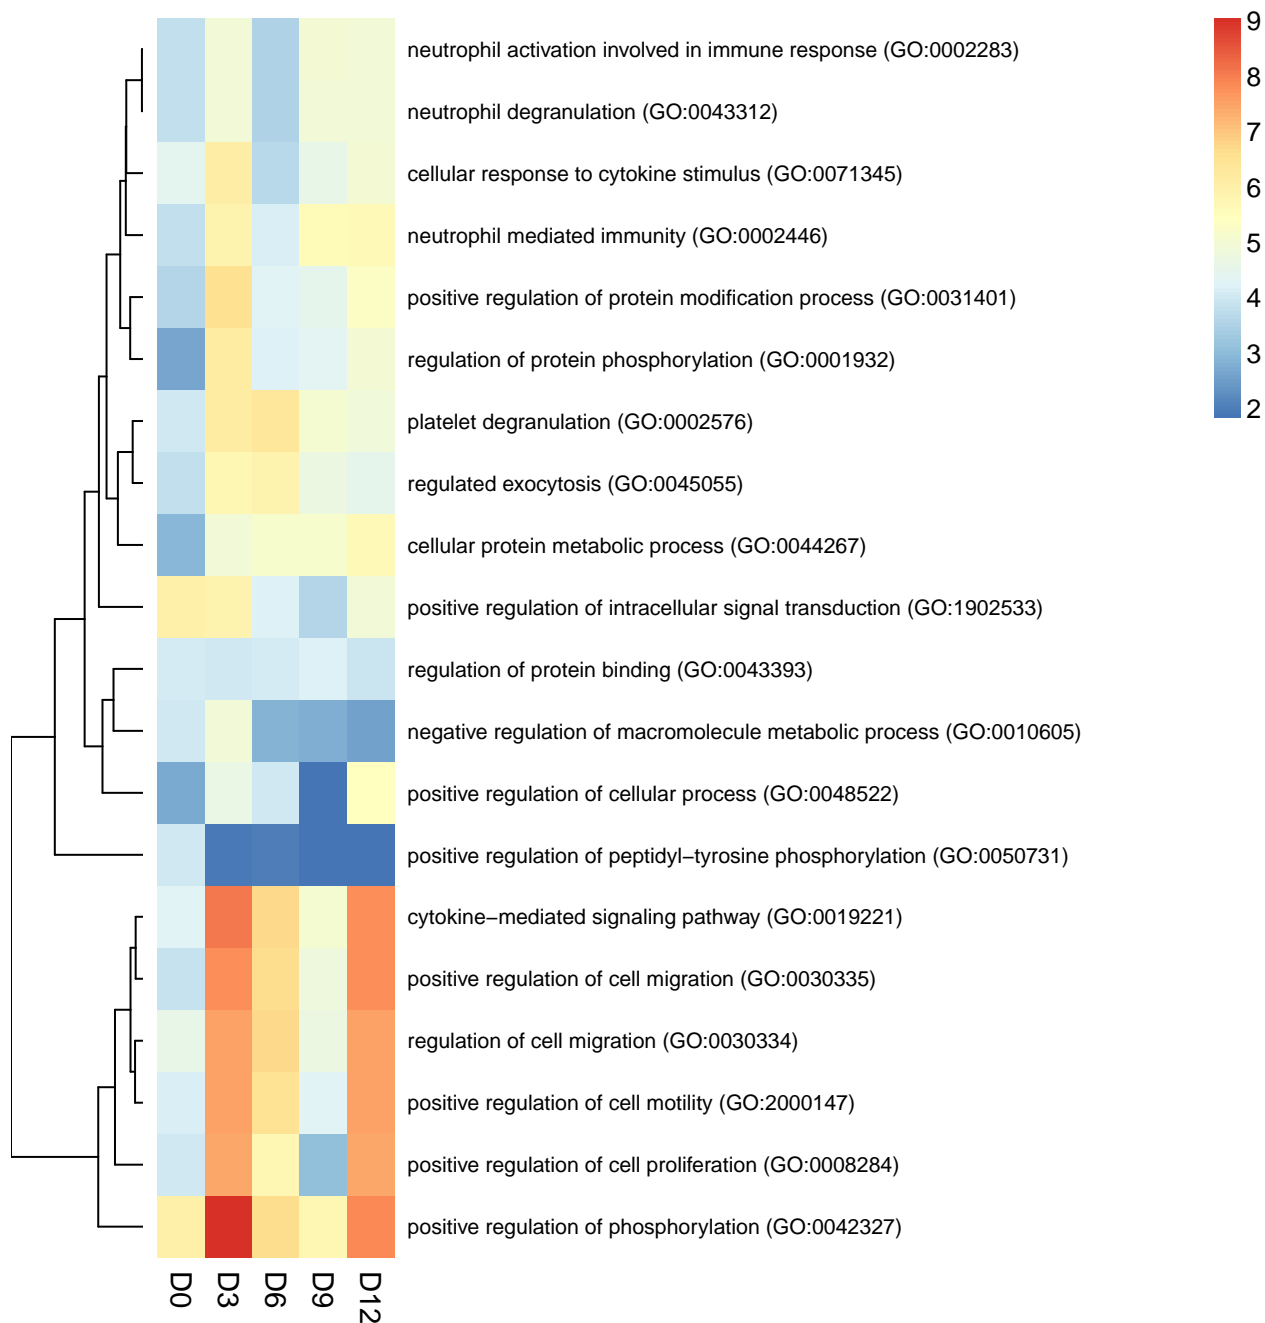 neutrophil activation involved in immune response (GO:0002283)
neutrophil degranulation (GO:0043312)
cellular response to cytokine stimulus (GO:0071345)
neutrophil mediated immunity (GO:0002446)
positive regulation of protein modification process (GO:0031401)
regulation of protein phosphorylation (GO:0001932)
platelet degranulation (GO:0002576)
regulated exocytosis (GO:0045055)
cellular protein metabolic process (GO:0044267)
positive regulation of intracellular signal transduction (GO:1902533)
regulation of protein binding (GO:0043393)
negative regulation of macromolecule metabolic process (GO:0010605)
positive regulation of cellular process (GO:0048522)
positive regulation of peptidyl−tyrosine phosphorylation (GO:0050731)
cytokine−mediated signaling pathway (GO:0019221)
positive regulation of cell migration (GO:0030335)
regulation of cell migration (GO:0030334)
positive regulation of cell motility (GO:2000147)
positive regulation of cell proliferation (GO:0008284)
positive regulation of phosphorylation (GO:0042327)
D0
D3
D6
D9
D12
9
8
7
6
5
4
3
2